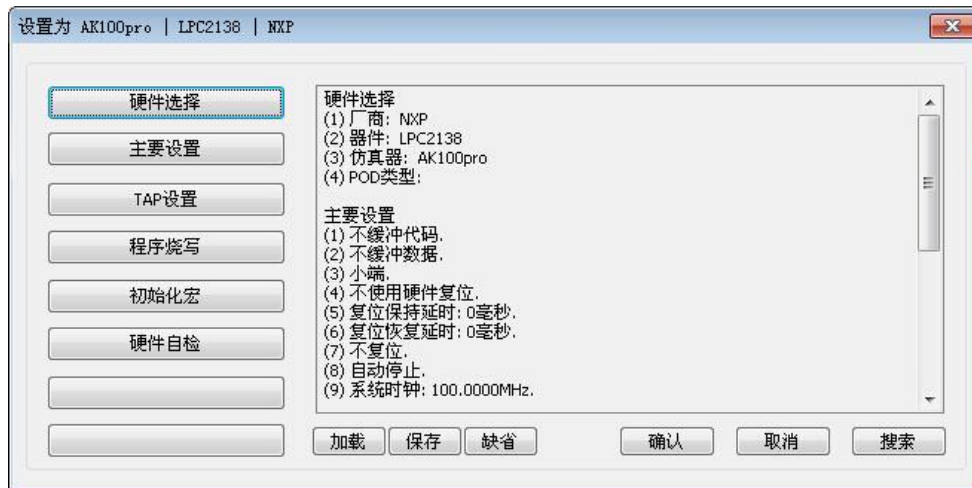 设置为 AK100pro | LPC2138 | NXP
硬件选择
主要设置
TAP设置
程序烧写
初始化宏
硬件自检
硬件选择
(1) 厂商: NXP
(2) 器件: LPC2138
(3) 仿真器: AK100pro
(4) POD类型:
主要设置
(1) 不缓冲代码.
(2) 不缓冲数据.
(3) 小端.
(4) 不使用硬件复位.
(5) 复位保持延时: 0毫秒.
(6) 复位恢复延时: 0毫秒.
(7) 不复位.
(8) 自动停止.
(9) 系统时钟: 100.0000MHz.
加载 保存 缺省 确认 取消 搜索